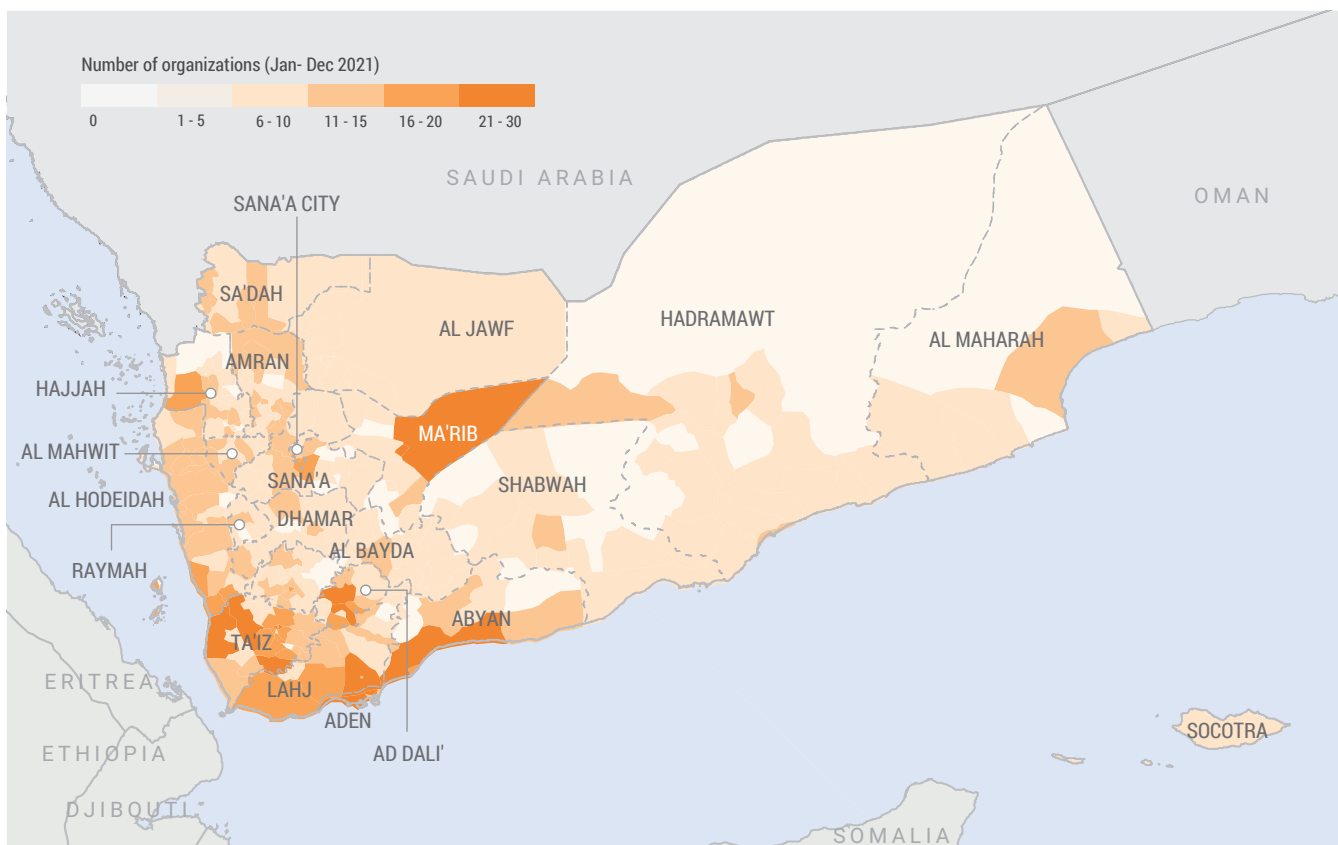 Number of organizations (Jan- Dec 2021)
0 1 - 5 6 - 10 11 - 15 16 - 20 21 - 30
SAUDI ARABIA
OMAN
SANA'A CITY
SA'DAH
AL JAWF
HADRAMAWT
AL MAHARAH
AMRAN
HAJJAH
MA'RIB
AL MAHWIT
SANA'A
SHABWAH
AL HODEIDAH
DHAMAR
AL BAYDA
RAYMAH
ABYAN
TA'IZ
ERITREA
LAHJ
ADEN
SOCOTRA
ETHIOPIA
AD DALI'
DJIBOUTI
SOMALIA